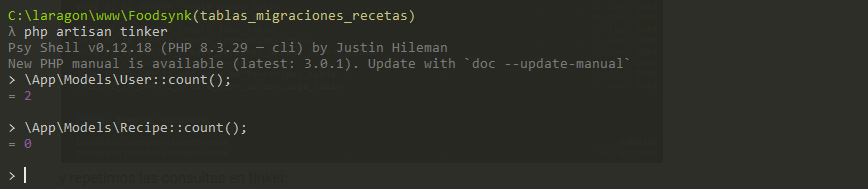 C:\laragon\www\Foodsynk(tablas_migraciones_recetas)
λ php artisan tinker
Psy Shell v0.12.18 (PHP 8.3.29 — cli) by Justin Hileman
New PHP manual is available (latest: 3.0.1). Update with `doc --update-manual`
> \App\Models\User::count();
= 2
> \App\Models\Recipe::count();
= 0
>
y repetimos las consultas en tinker